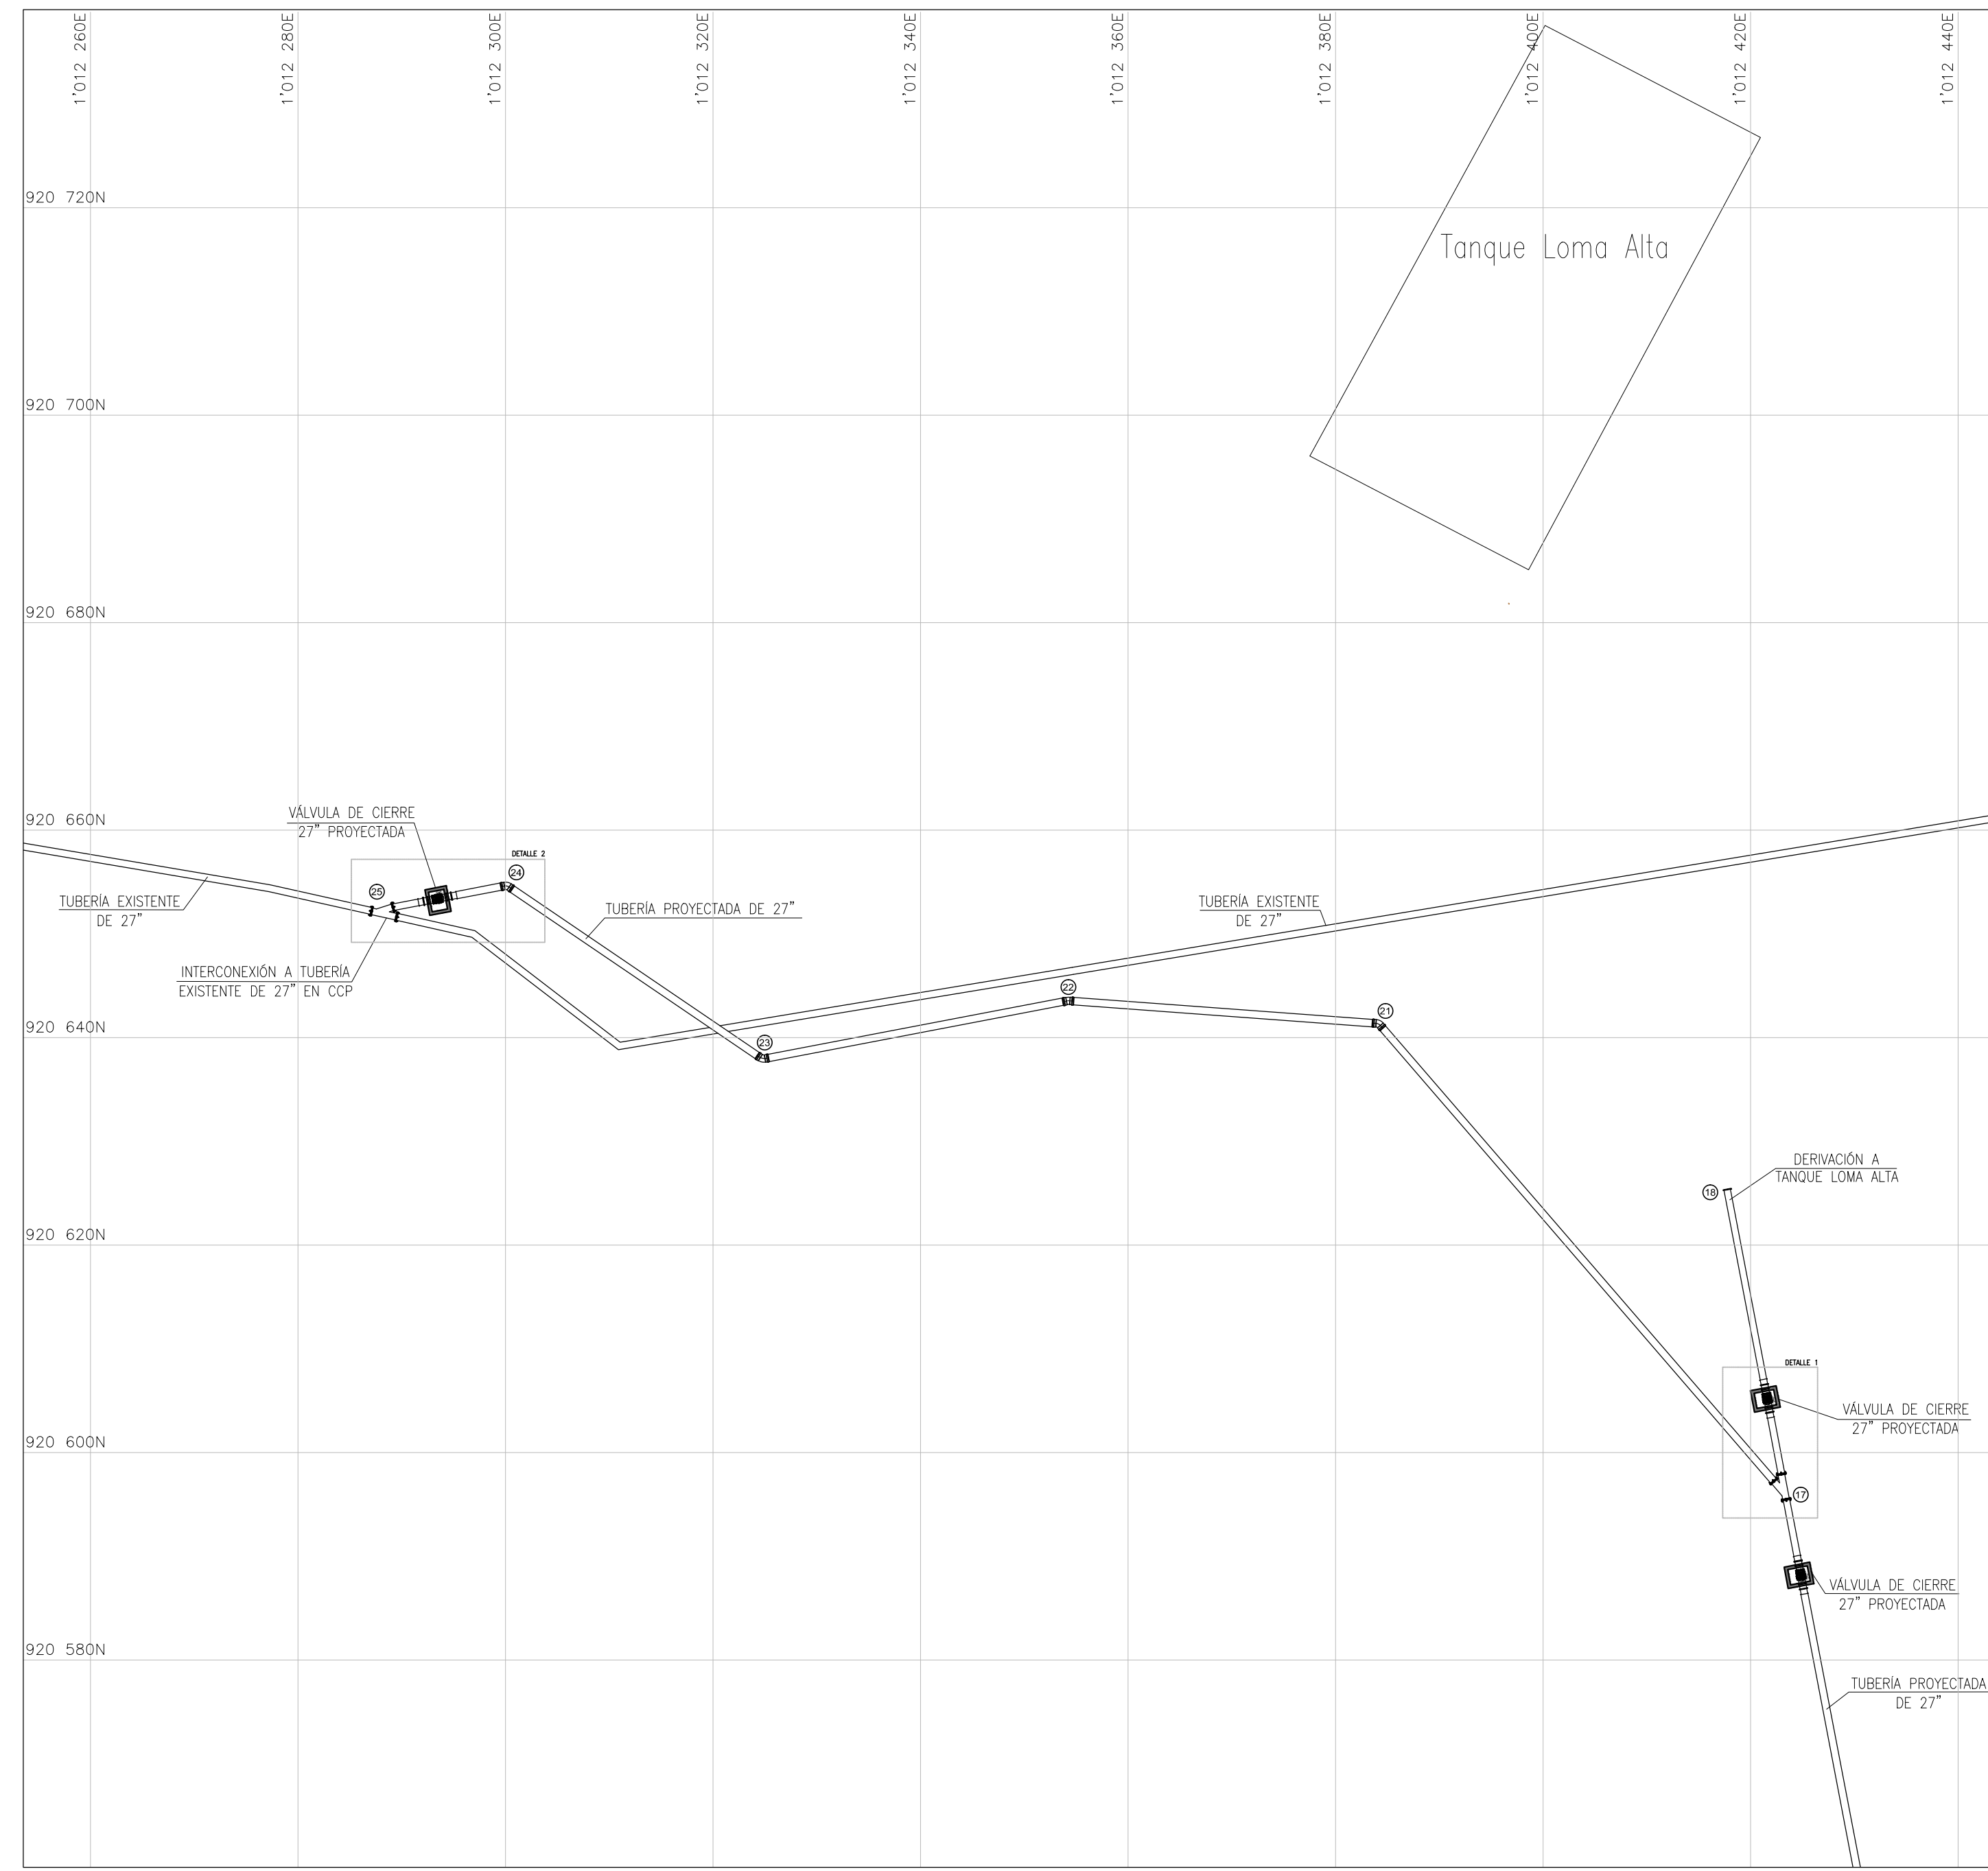 1'012 260E
1'012 280E
1'012 300E
1'012 320E
1'012 340E
1'012 360E
1'012 380E
1'012 400E
1'012 420E
1'012 440E
920 720N
Tanque Loma Alta
920 700N
920 680N
920 660N
VÁLVULA DE CIERRE
27" PROYECTADA
DETALLE 2
24
25
TUBERÍA EXISTENTE
DE 27"
TUBERÍA PROYECTADA DE 27"
TUBERÍA EXISTENTE
DE 27"
INTERCONEXIÓN A TUBERÍA
EXISTENTE DE 27" EN CCP
22
21
920 640N
23
DERIVACIÓN A
TANQUE LOMA ALTA
18
920 620N
DETALLE 1
VÁLVULA DE CIERRE
27" PROYECTADA
920 600N
17
VÁLVULA DE CIERRE
27" PROYECTADA
920 580N
TUBERÍA PROYECTADA
DE 27"